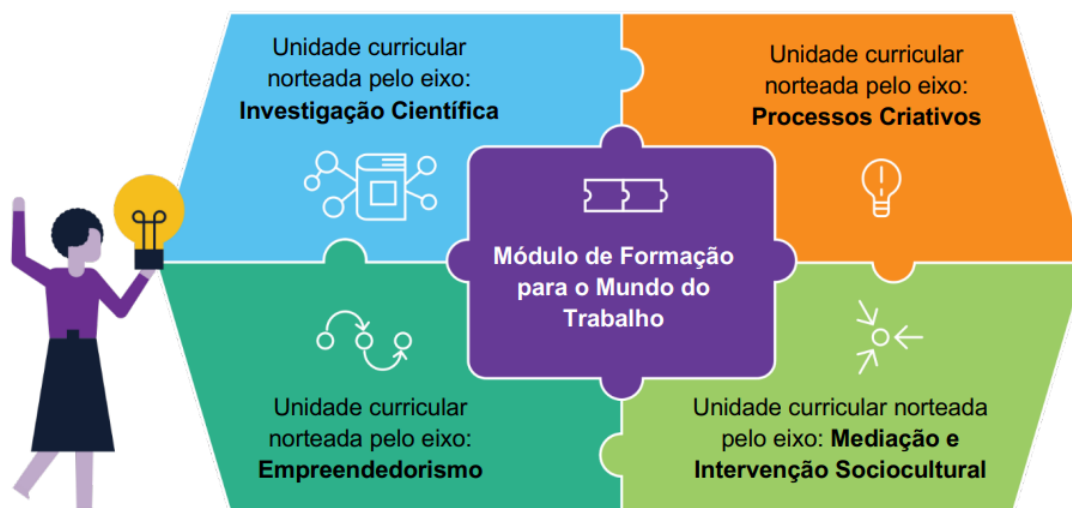 Unidade curricular
norteada pelo eixo:
Investigação Científica
Unidade curricular
norteada pelo eixo:
Processos Criativos
Módulo de Formação
para o Mundo do
Trabalho
Unidade curricular
norteada pelo eixo:
Empreendedorismo
Unidade curricular norteada
pelo eixo: Mediação e
Intervenção Sociocultural